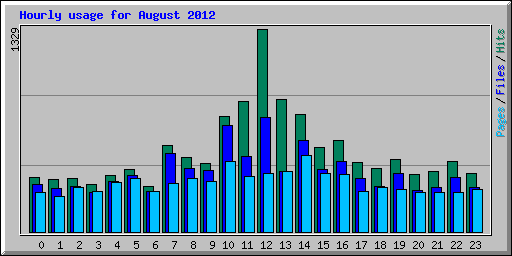 Hourly usage for August 2012
1329
Pages / Files / Hits
0 1 2 3 4 5 6 7 8 9 10 11 12 13 14 15 16 17 18 19 20 21 22 23